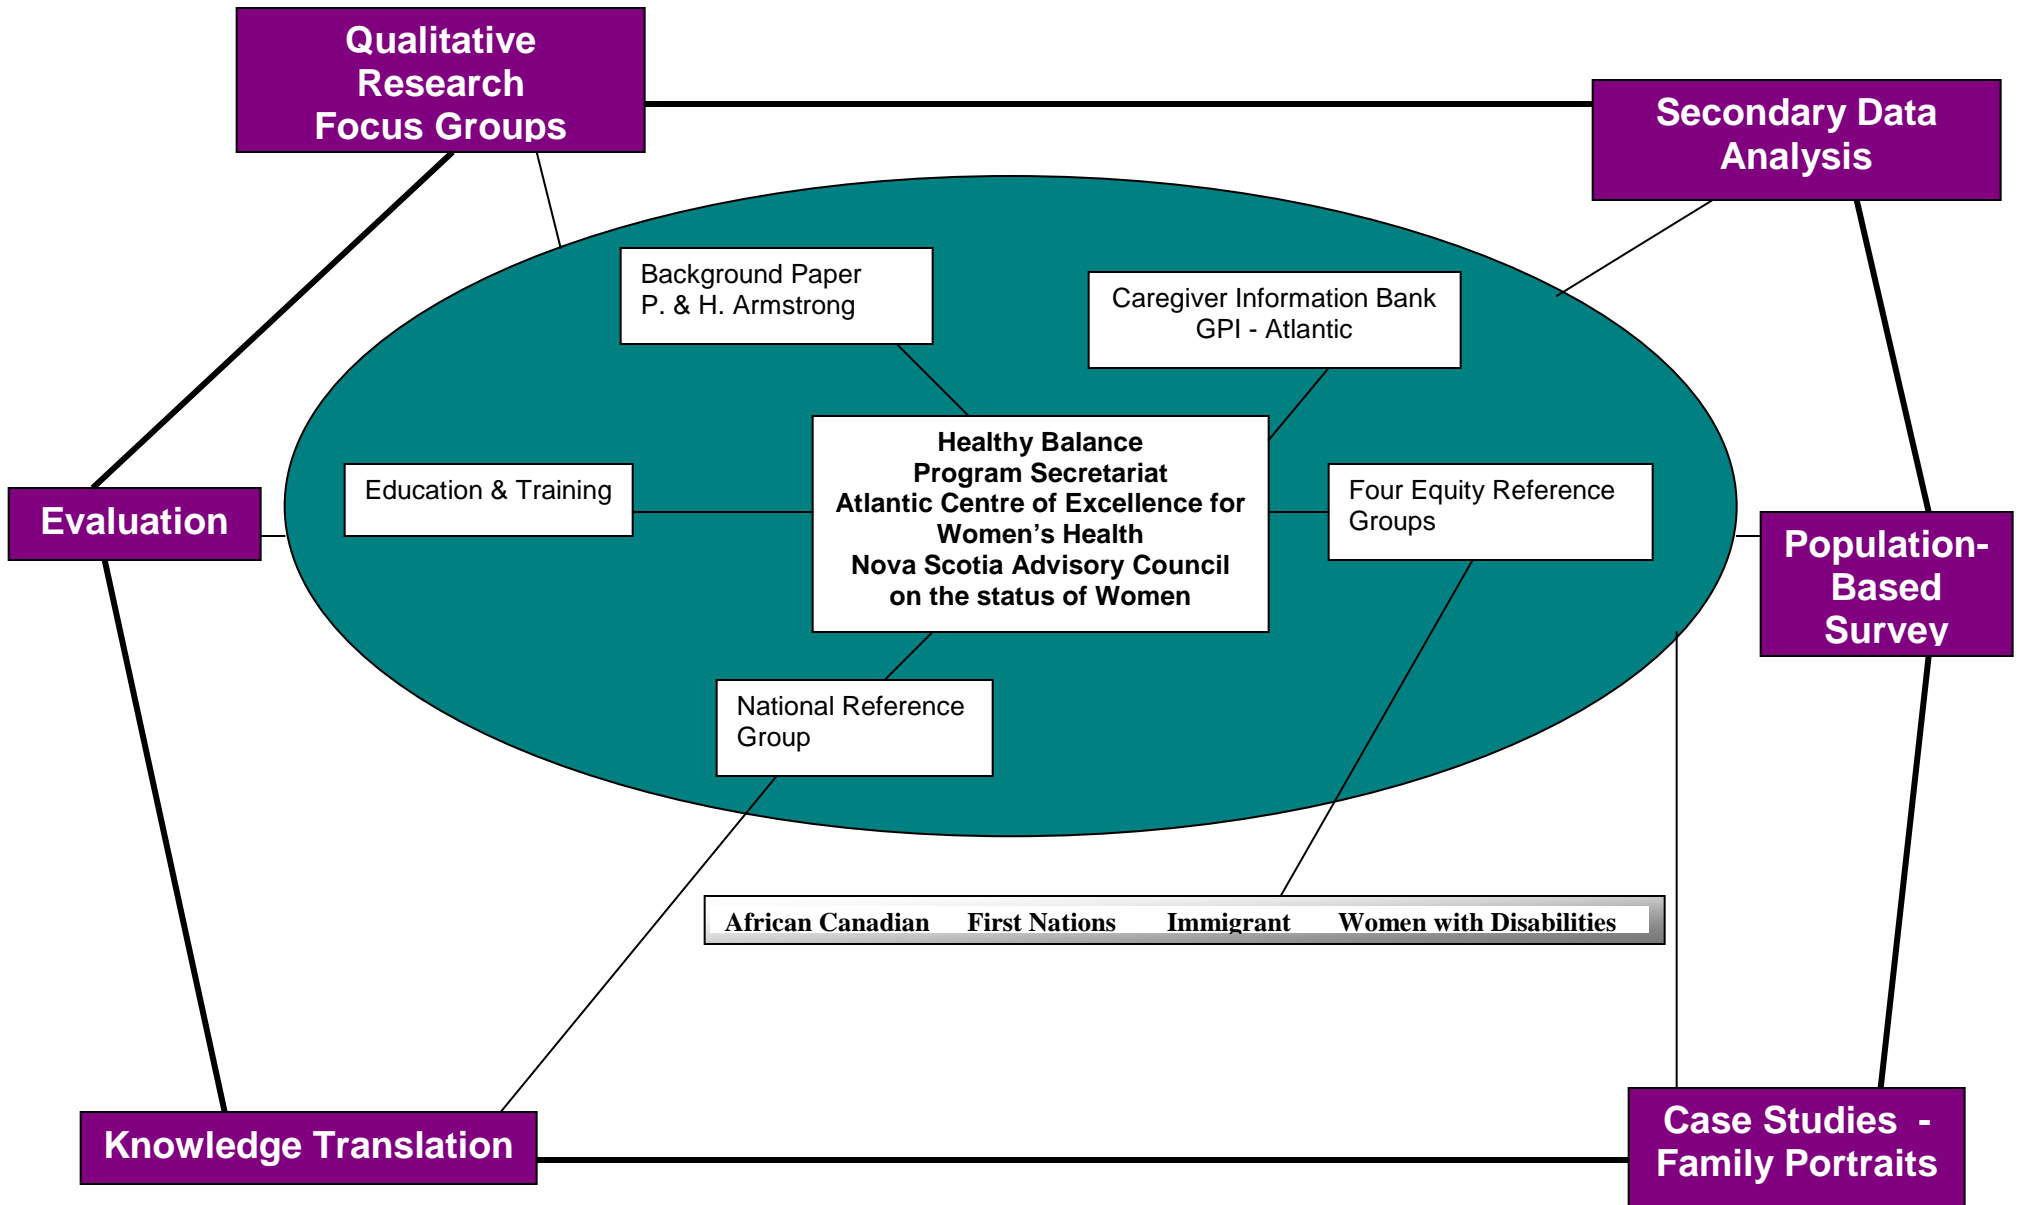 Qualitative
Research
Focus Groups
Secondary Data
Analysis
Background Paper
P. & H. Armstrong
Caregiver Information Bank
GPI - Atlantic
Healthy Balance
Program Secretariat
Atlantic Centre of Excellence for
Women's Health
Nova Scotia Advisory Council
on the status of Women
Education & Training
Four Equity Reference
Groups
Evaluation
Population-
Based
Survey
National Reference
Group
African Canadian First Nations Immigrant Women with Disabilities
Knowledge Translation
Case Studies -
Family Portraits